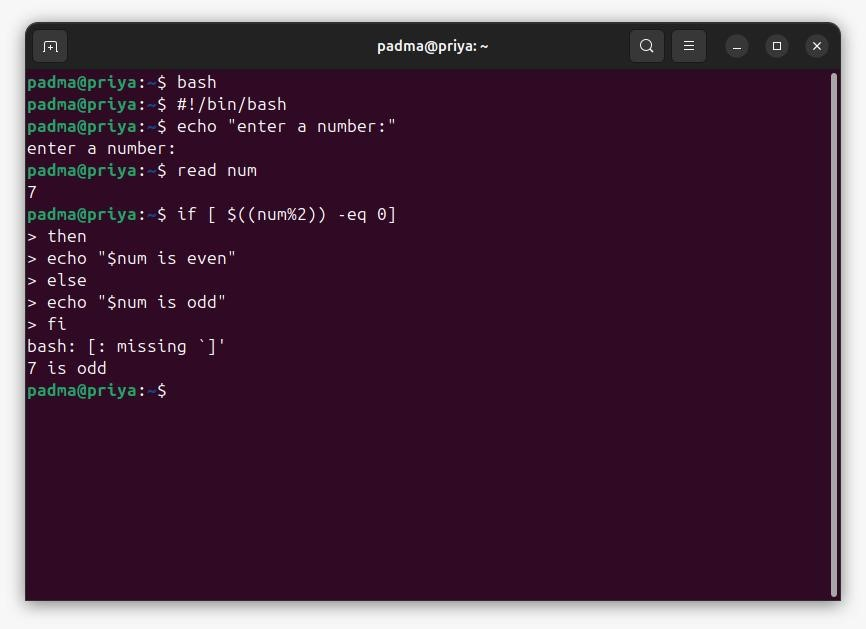 padma@priya: ~
padma@priya:~$ bash
padma@priya:~$ #!/bin/bash
padma@priya:~$ echo "enter a number:"
enter a number:
padma@priya:~$ read num
7
padma@priya:~$ if [ $((num%2)) -eq 0]
> then
> echo "$num is even"
> else
> echo "$num is odd"
> fi
bash: [: missing `]'
7 is odd
padma@priya:~$